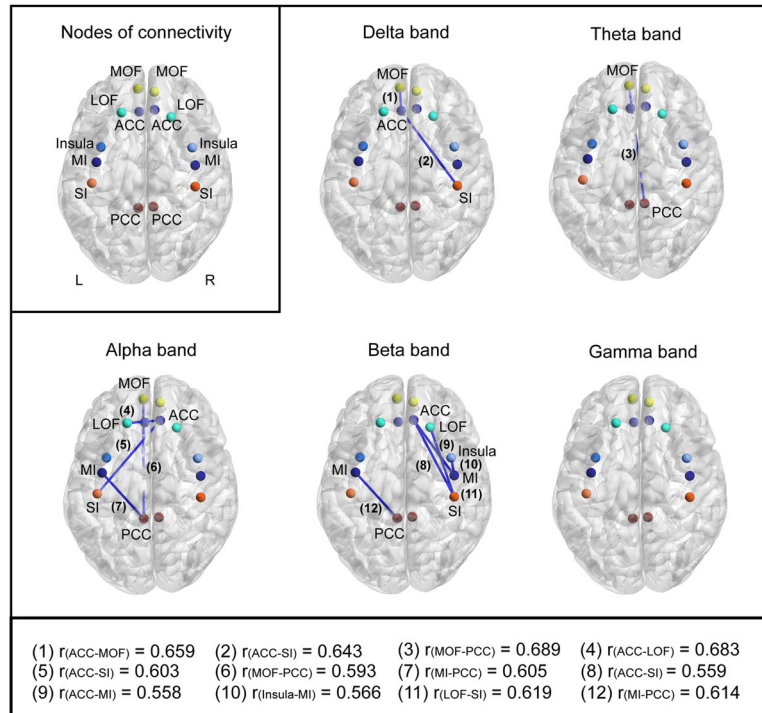 Nodes of connectivity
MOF MOF
LOF LOF
ACC ACC
Insula Insula
MI MI
SI SI
PCC PCC
L R
Delta band
MOF
(1)
ACC
(2)
SI
Theta band
MOF
(3)
PCC
Alpha band
MOF
(4) ACC
LOF
(5)
MI (6)
(7)
SI
PCC
Beta band
ACC
LOF
(9) Insula
(8) (10)
MI MI
(11)
(12) SI
PCC
Gamma band
(1) r(ACC-MOF) = 0.659 (2) r(ACC-SI) = 0.643 (3) r(MOF-PCC) = 0.689 (4) r(ACC-LOF) = 0.683
(5) r(ACC-SI) = 0.603 (6) r(MOF-PCC) = 0.593 (7) r(MI-PCC) = 0.605 (8) r(ACC-SI) = 0.559
(9) r(ACC-MI) = 0.558 (10) r(Insula-MI) = 0.566 (11) r(LOF-SI) = 0.619 (12) r(MI-PCC) = 0.614